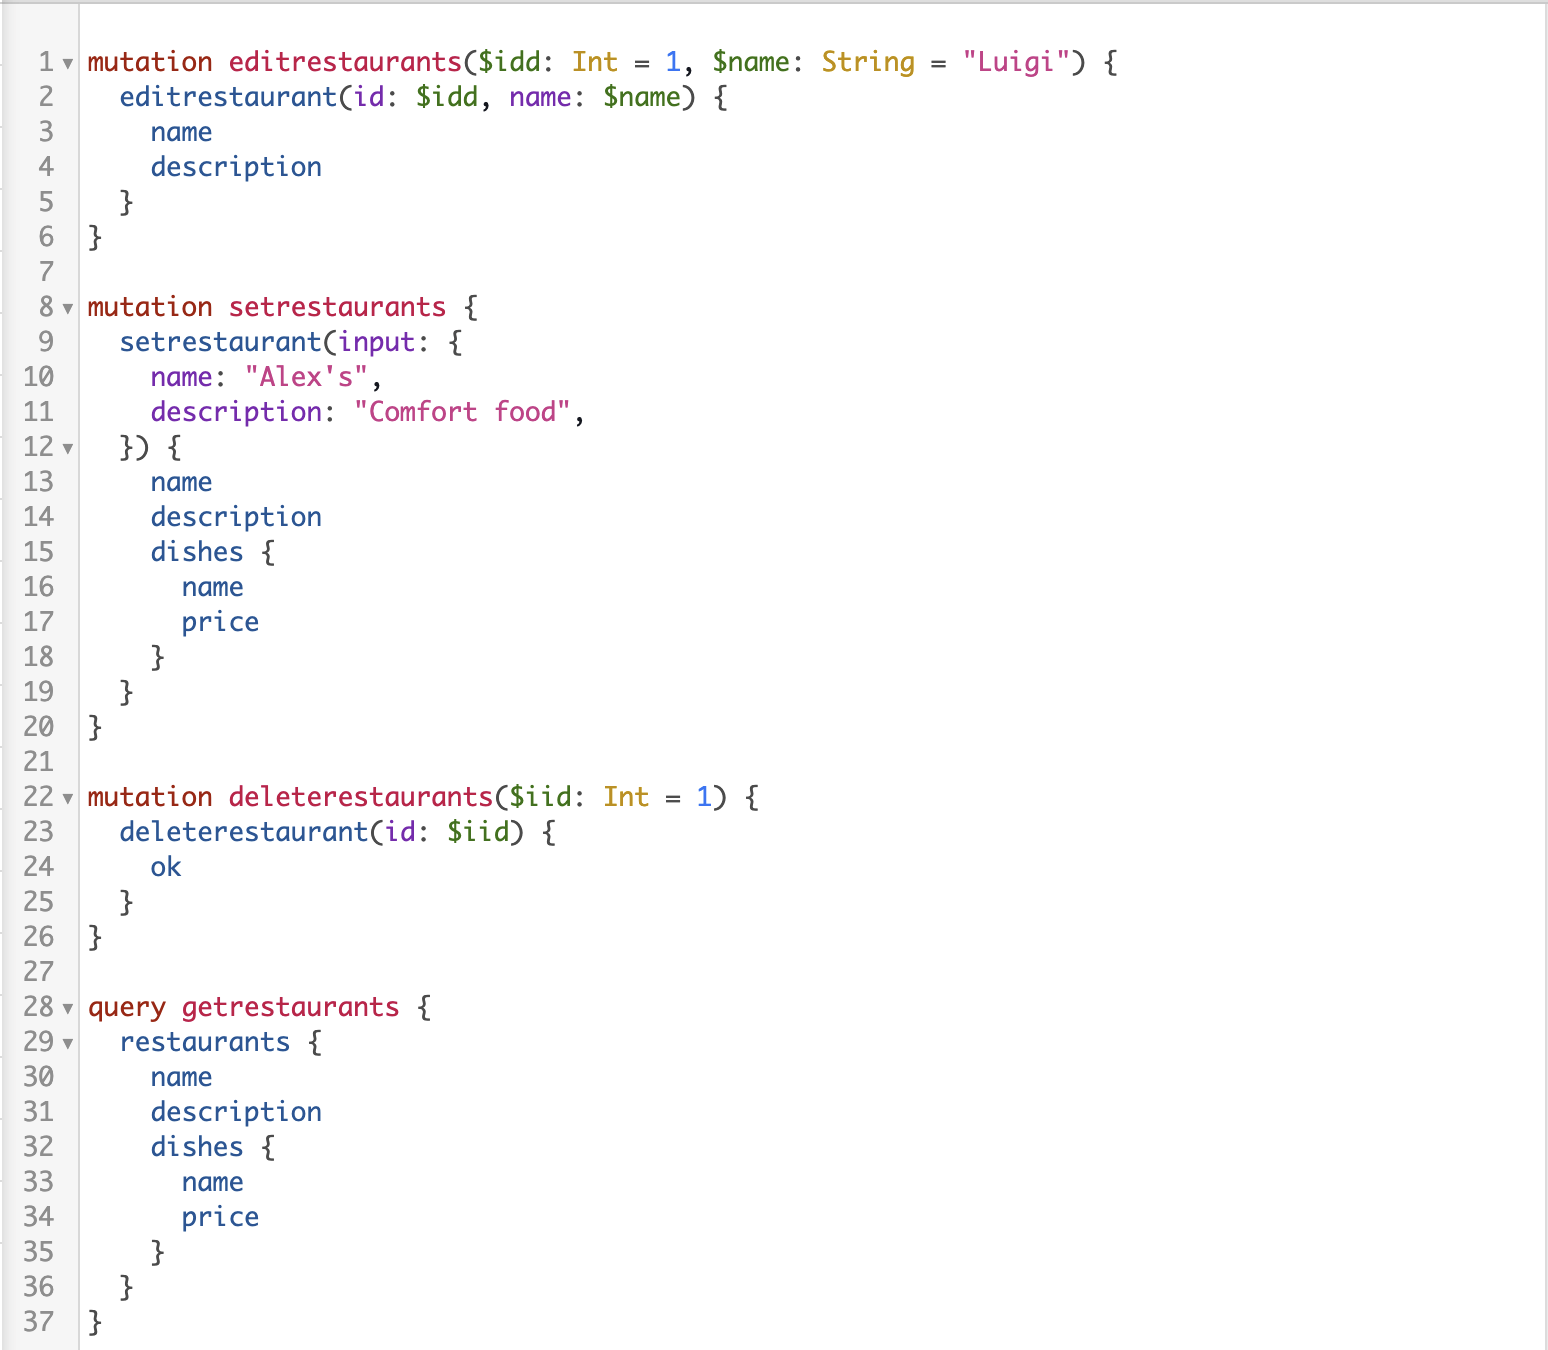 1 mutation editrestaurants($idd: Int = 1, $name: String = "Luigi") {
2   editrestaurant(id: $idd, name: $name) {
3     name
4     description
5   }
6 }
7
8 mutation setrestaurants {
9   setrestaurant(input: {
10     name: "Alex's",
11     description: "Comfort food",
12   }) {
13     name
14     description
15     dishes {
16       name
17       price
18     }
19   }
20 }
21
22 mutation deleterestaurants($iid: Int = 1) {
23   deleterestaurant(id: $iid) {
24     ok
25   }
26 }
27
28 query getrestaurants {
29   restaurants {
30     name
31     description
32     dishes {
33       name
34       price
35     }
36   }
37 }